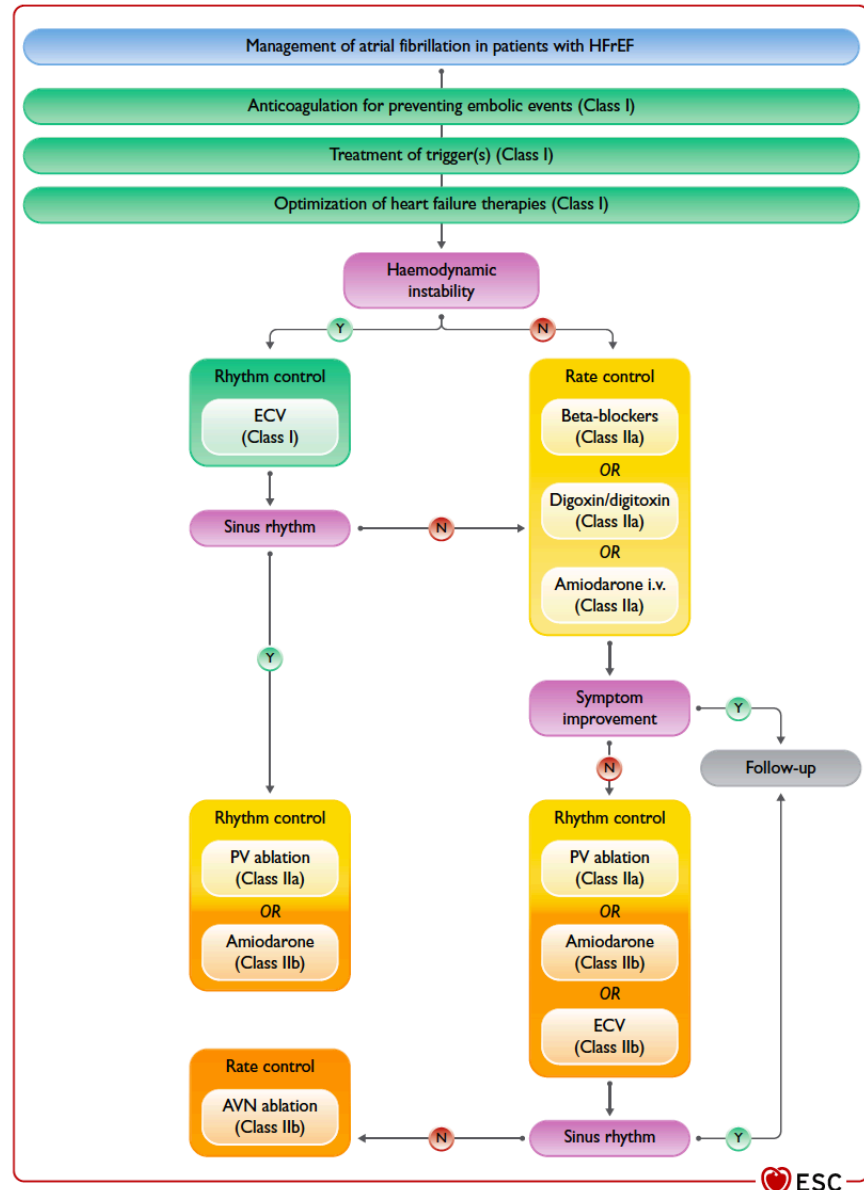 Management of atrial fibrillation in patients with HFrEF
Anticoagulation for preventing embolic events (Class I)
Treatment of trigger(s) (Class I)
Optimization of heart failure therapies (Class I)
Haemodynamic
instability
Y
N
Rhythm control
ECV
(Class I)
Rate control
Beta-blockers
(Class IIa)
OR
Digoxin/digitoxin
(Class IIa)
OR
Amiodarone i.v.
(Class IIa)
Sinus rhythm
N
Y
Symptom
improvement
Y
N
Follow-up
Rhythm control
PV ablation
(Class IIa)
OR
Amiodarone
(Class IIb)
Rhythm control
PV ablation
(Class IIa)
OR
Amiodarone
(Class IIb)
OR
ECV
(Class IIb)
Rate control
AVN ablation
(Class IIb)
N
Sinus rhythm
Y
ESC